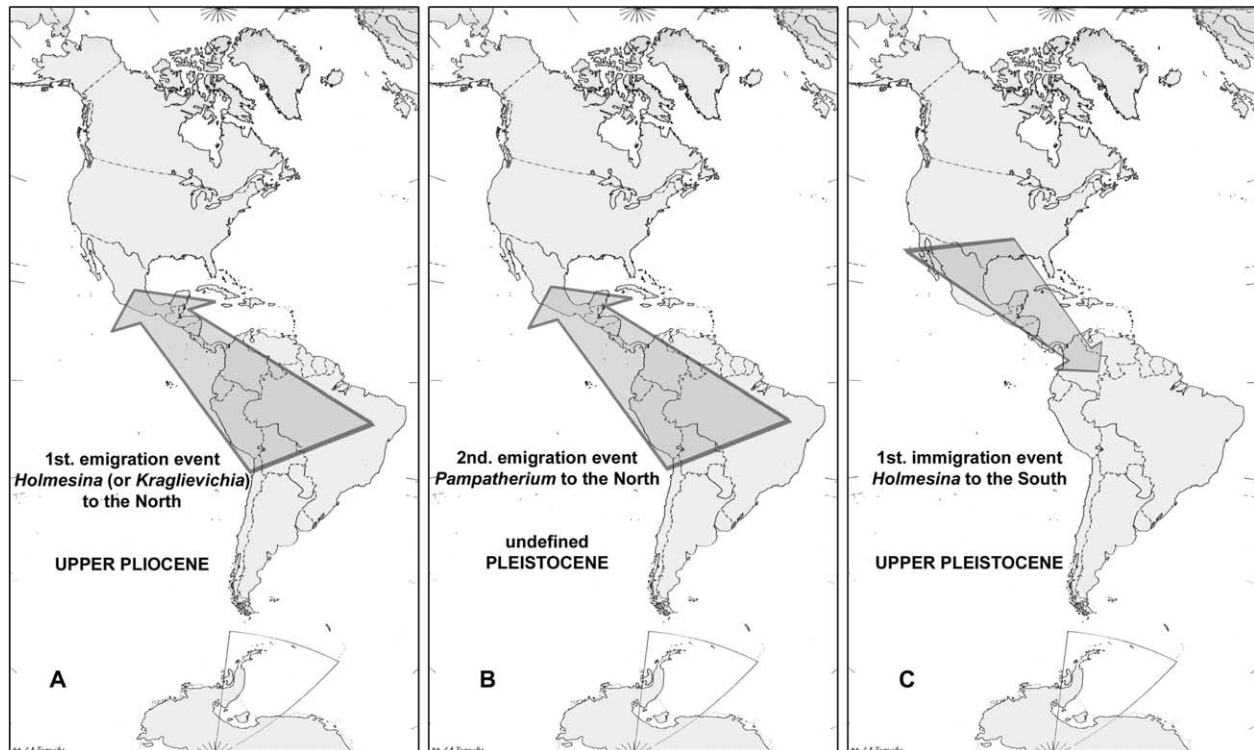 1st. emigration event
Holmesina (or Kraglievichia)
to the North
UPPER PLIOCENE
A
2nd. emigration event
Pampatherium to the North
undefined
PLEISTOCENE
B
1st. immigration event
Holmesina to the South
UPPER PLEISTOCENE
C